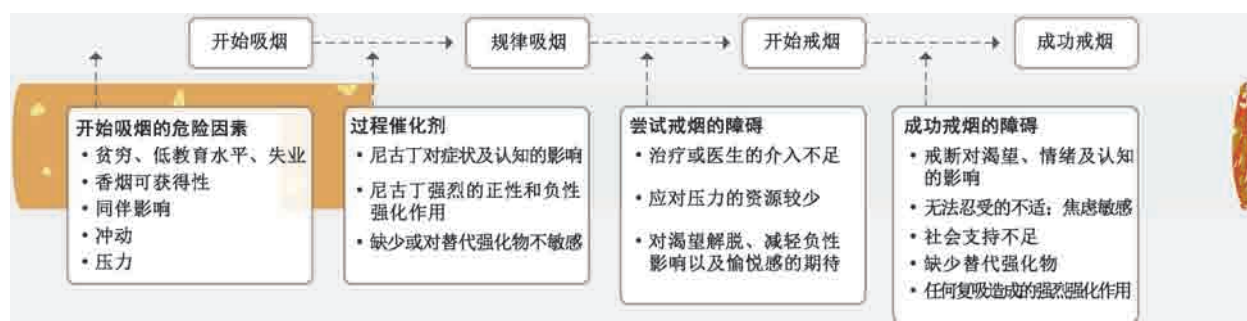 开始吸烟
规律吸烟
开始戒烟
成功戒烟
开始吸烟的危险因素
• 贫穷、低教育水平、失业
• 香烟可获得性
• 同伴影响
• 冲动
• 压力
过程催化剂
• 尼古丁对症状及认知的影响
• 尼古丁强烈的正性和负性
强化作用
• 缺少或对替代强化物不敏感
尝试戒烟的障碍
• 治疗或医生的介入不足
• 应对压力的资源较少
• 对渴望解脱、减轻负性
影响以及愉悦感的期待
成功戒烟的障碍
• 戒断对渴望、情绪及认知
的影响
• 无法忍受的不适；焦虑敏感
• 社会支持不足
• 缺少替代强化物
• 任何复吸造成的强烈强化作用